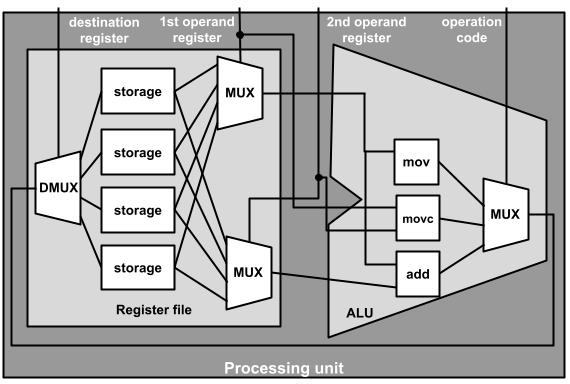 destination
register
1st operand
register
2nd operand
register
operation
code
storage
storage
storage
storage
DMUX
MUX
MUX
mov
movc
add
MUX
Register file
ALU
Processing unit